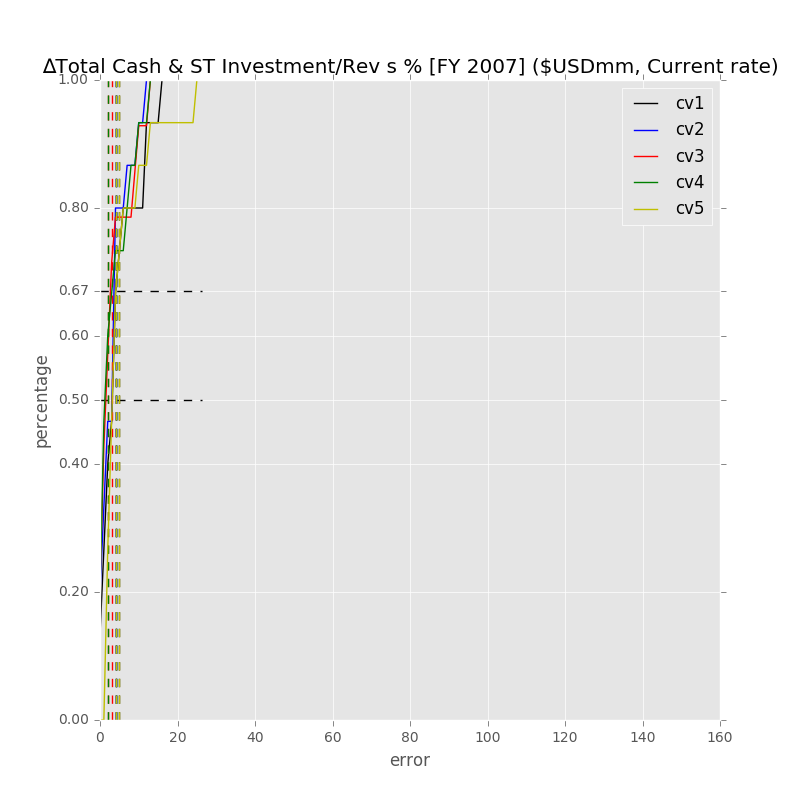 ΔTotal Cash & ST Investment/Rev s % [FY 2007] ($USDmm, Current rate)
1.00
0.80
0.67
0.60
0.50
0.40
0.20
0.00
percentage
0
20
40
60
80
100
120
140
160
error
cv1
cv2
cv3
cv4
cv5